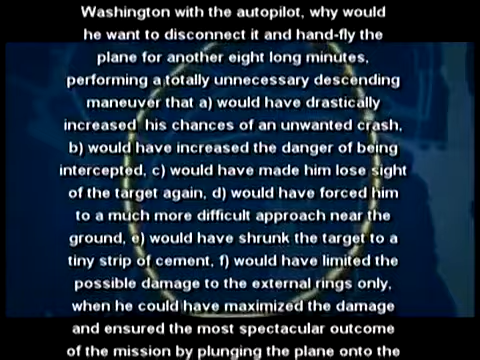 Washington with the autopilot, why would
he want to disconnect it and hand-fly the
plane for another eight long minutes,
performing a totally unnecessary descending
maneuver that a) would have drastically
increased his chances of an unwanted crash,
b) would have increased the danger of being
intercepted, c) would have made him lose sight
of the target again, d) would have forced him
to a much more difficult approach near the
ground, e) would have shrunk the target to a
tiny strip of cement, f) would have limited the
possible damage to the external rings only,
when he could have maximized the damage
and ensured the most spectacular outcome
of the mission by plunging the plane onto the